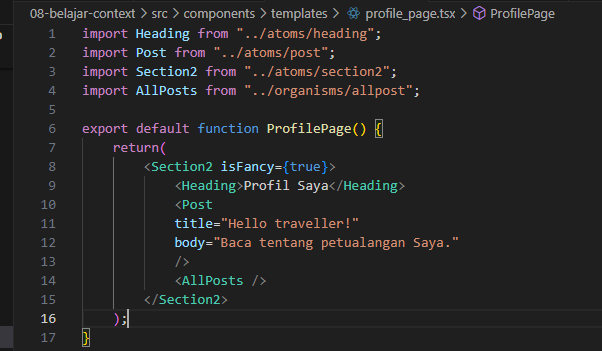 08-belajar-context > src > components > templates > profile_page.tsx > ProfilePage
1 import Heading from "../atoms/heading";
2 import Post from "../atoms/post";
3 import Section2 from "../atoms/section2";
4 import AllPosts from "../organisms/allpost";
5
6 export default function ProfilePage() {
7     return(
8         <Section2 isFancy={true}>
9             <Heading>Profil Saya</Heading>
10             <Post
11             title="Hello traveller!"
12             body="Baca tentang petualangan Saya."
13             />
14             <AllPosts />
15         </Section2>
16     );
17 }